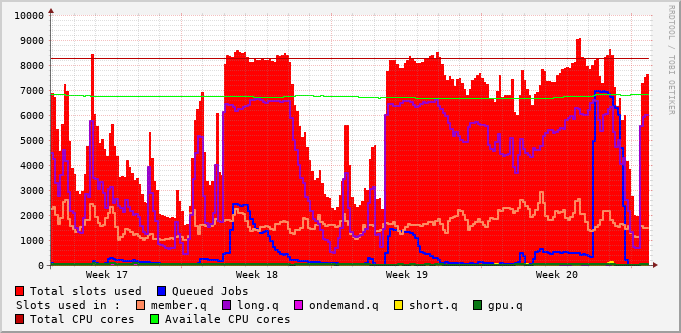 10000
9000
8000
7000
6000
5000
4000
3000
2000
1000
0
Week 17 Week 18 Week 19 Week 20
Total slots used Queued Jobs
Slots used in : member.q long.q ondemand.q short.q gpu.q
Total CPU cores Availale CPU cores
RRDTOOL / TOBI OETIKER